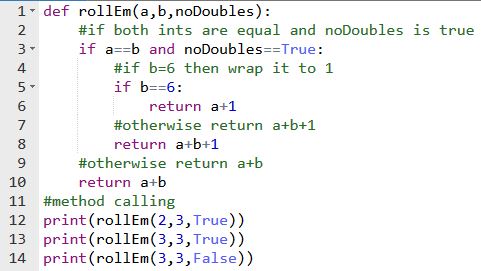 1 def rollEm(a,b,noDoubles):
2     #if both ints are equal and noDoubles is true
3     if a==b and noDoubles==True:
4         #if b=6 then wrap it to 1
5         if b==6:
6             return a+1
7         #otherwise return a+b+1
8         return a+b+1
9     #otherwise return a+b
10     return a+b
11 #method calling
12 print(rollEm(2,3,True))
13 print(rollEm(3,3,True))
14 print(rollEm(3,3,False))